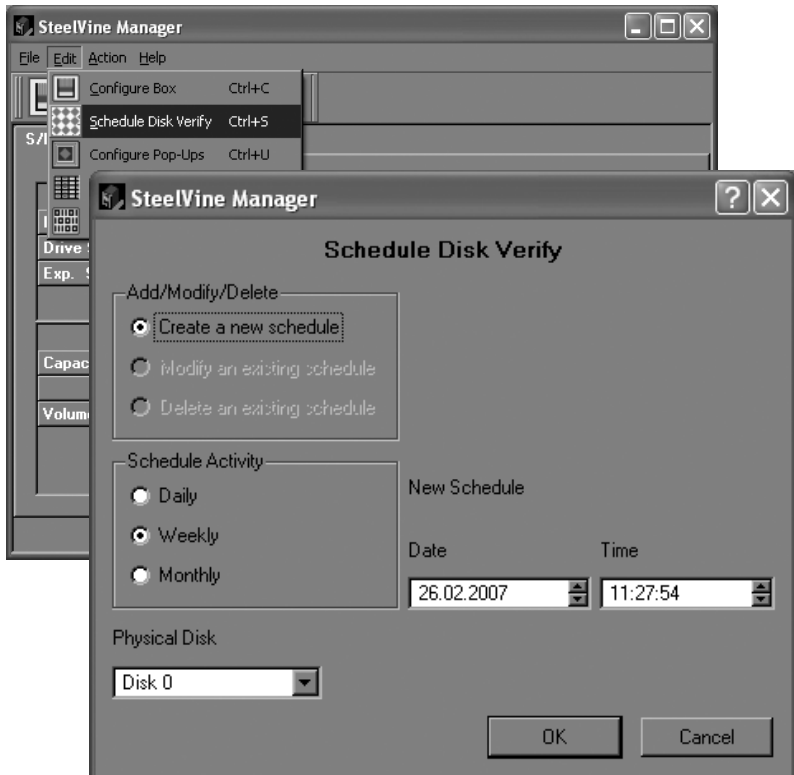 SteelVine Manager
File Edit Action Help
Configure Box Ctrl+C
Schedule Disk Verify Ctrl+S
Configure Pop-Ups Ctrl+U
Drive
Exp.
SteelVine Manager
Schedule Disk Verify
Add/Modify/Delete
Create a new schedule
Modify an existing schedule
Delete an existing schedule
Schedule Activity
Daily
Weekly
Monthly
New Schedule
Date Time
26.02.2007 11:27:54
Physical Disk
Disk 0
OK Cancel